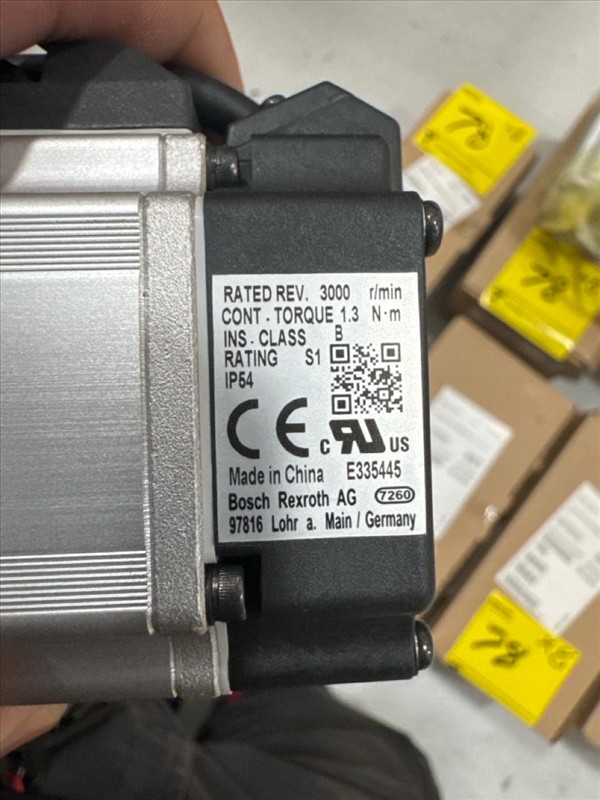 RATED REV. 3000 r/min
CONT - TORQUE 1.3 N·m
INS - CLASS B
RATING S1
IP54
CE
c RU US
Made in China E335445
Bosch Rexroth AG 7260
97816 Lohr a. Main / Germany